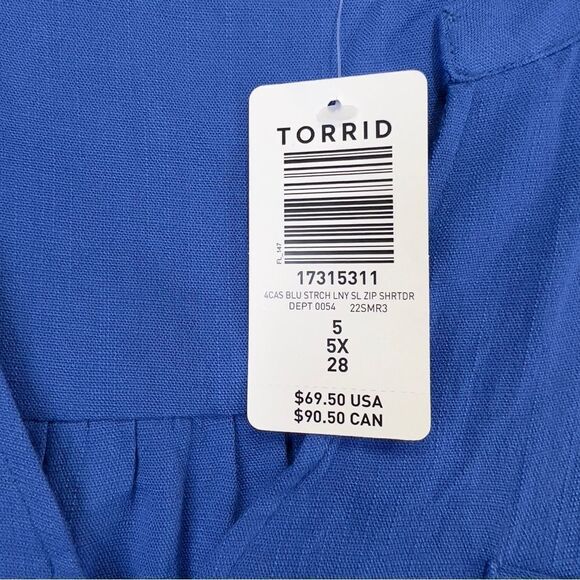 TORRID
FL_147
17315311
4CAS BLU STRCH LNY SL ZIP SHRTDR
DEPT 0054 22SMR3
5
5X
28
$69.50 USA
$90.50 CAN